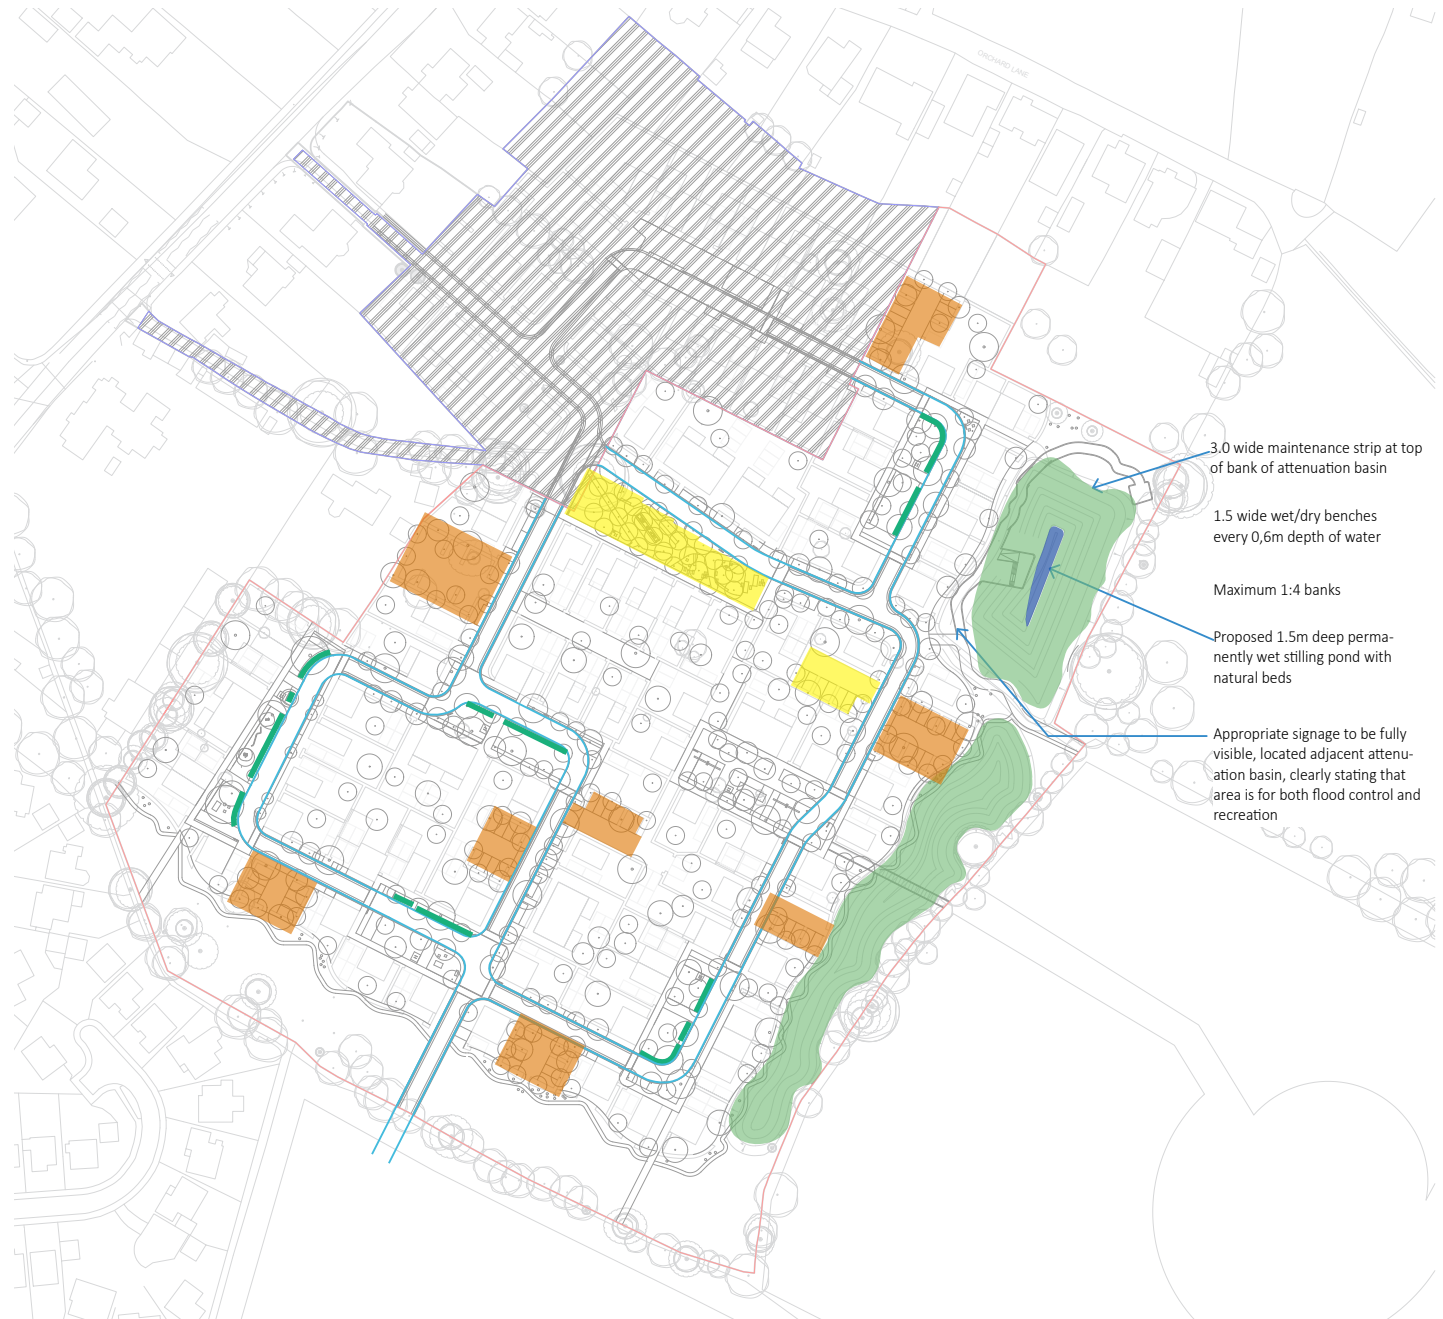 ORCHARD LANE
3.0 wide maintenance strip at top
of bank of attenuation basin
1.5 wide wet/dry benches
every 0,6m depth of water
Maximum 1:4 banks
Proposed 1.5m deep perma-
nently wet stilling pond with
natural beds
Appropriate signage to be fully
visible, located adjacent attenu-
ation basin, clearly stating that
area is for both flood control and
recreation